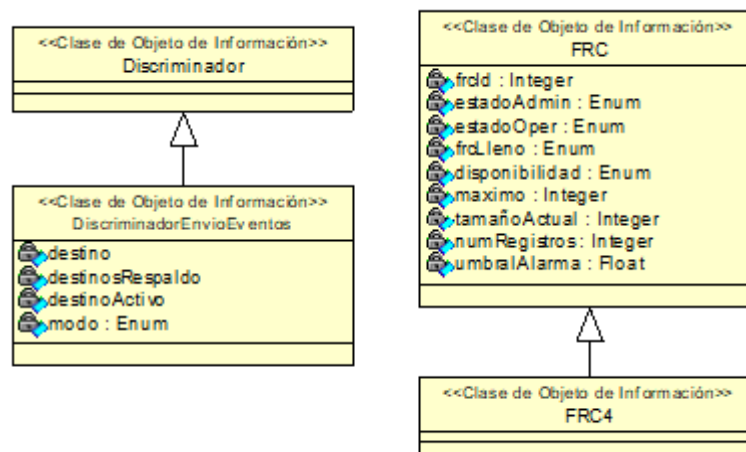 <<Clase de Objeto de Información>>
Discriminador
<<Clase de Objeto de Información>>
DiscriminadorEnvioEventos
destino
destinosRespaldo
destinoActivo
modo : Enum
<<Clase de Objeto de Información>>
FRC
frcId : Integer
estadoAdmin : Enum
estadoOper : Enum
frcLleno : Enum
disponibilidad : Enum
maximo : Integer
tamañoActual : Integer
numRegistros: Integer
umbralAlarma : Float
<<Clase de Objeto de Información>>
FRC4